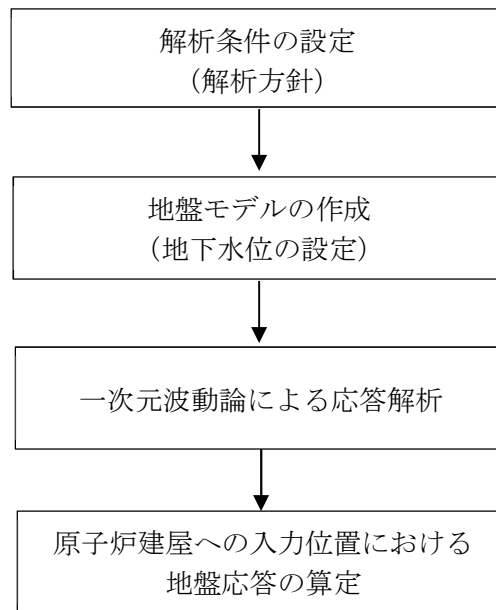 解析条件の設定
（解析方針）
地盤モデルの作成
（地下水位の設定）
一次元波動論による応答解析
原子炉建屋への入力位置における
地盤応答の算定